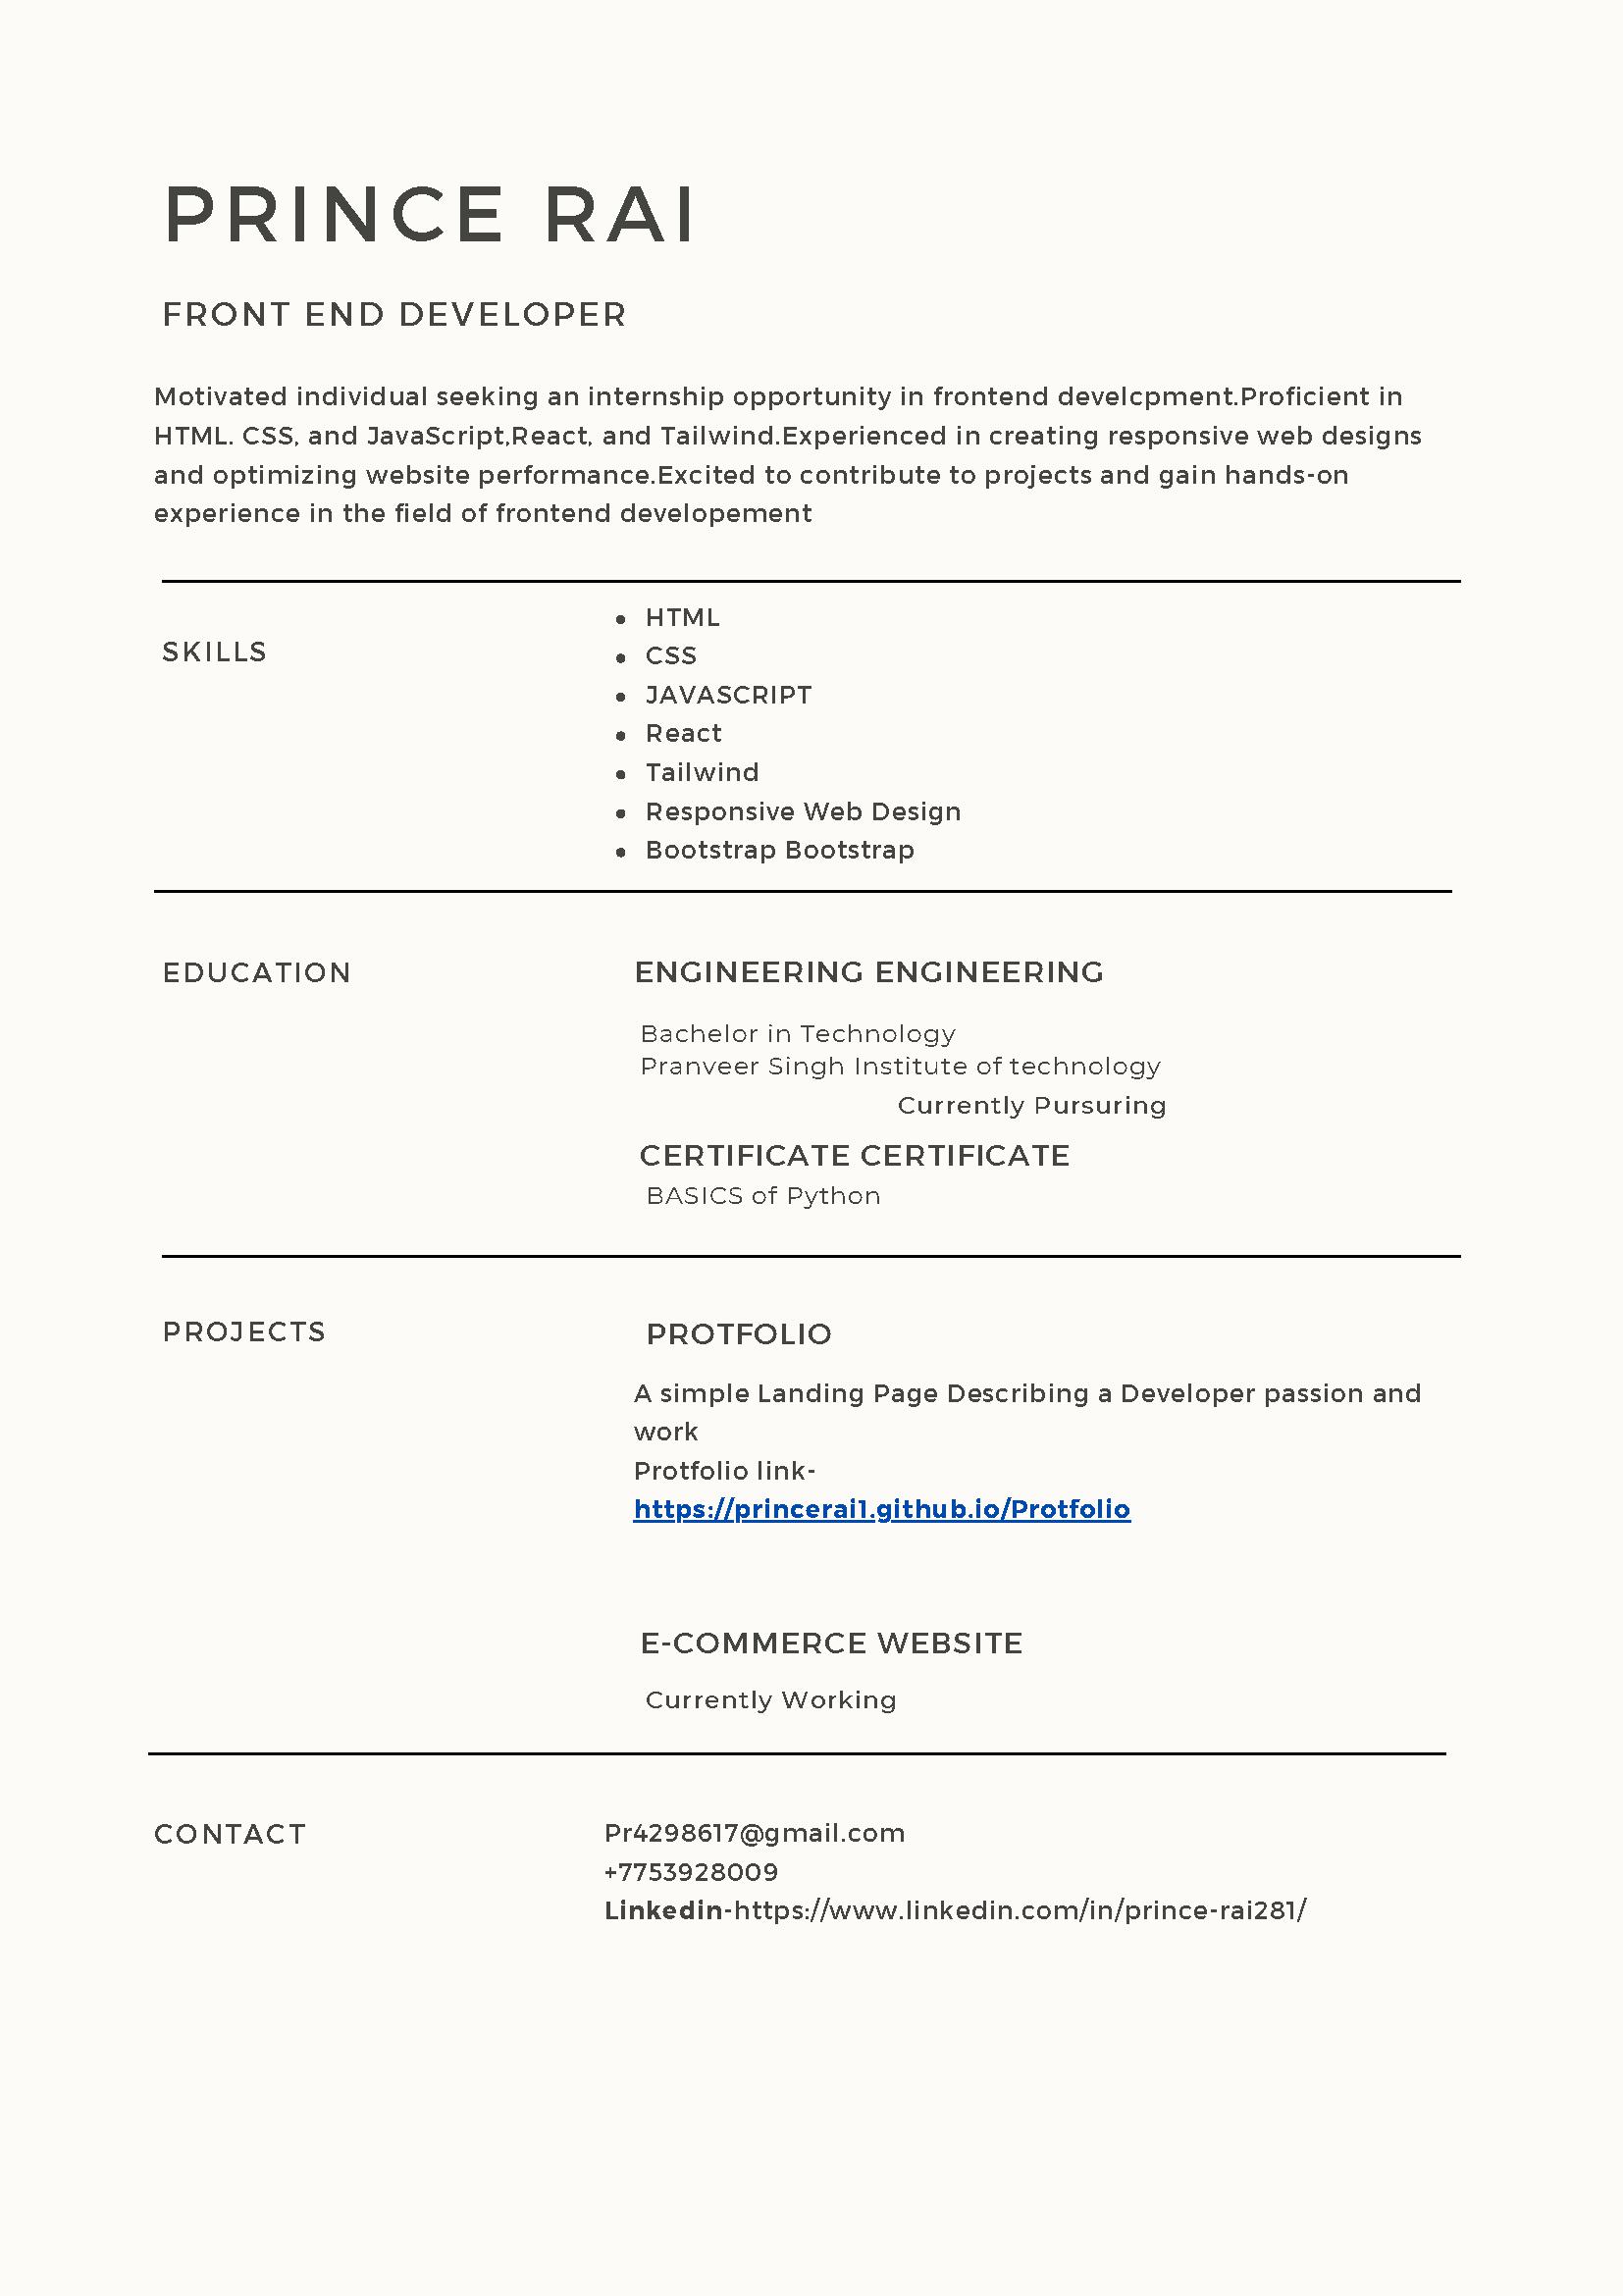 PRINCE RAI
FRONT END DEVELOPER
Motivated individual seeking an internship opportunity in frontend develcpment.Proficient in
HTML. CSS, and JavaScript,React, and Tailwind.Experienced in creating responsive web designs
and optimizing website performance.Excited to contribute to projects and gain hands-on
experience in the field of frontend developement
SKILLS
• HTML
• CSS
• JAVASCRIPT
• React
• Tailwind
• Responsive Web Design
• Bootstrap Bootstrap
EDUCATION
ENGINEERING ENGINEERING
Bachelor in Technology
Pranveer Singh Institute of technology
Currently Pursuring
CERTIFICATE CERTIFICATE
BASICS of Python
PROJECTS
PROTFOLIO
A simple Landing Page Describing a Developer passion and
work
Protfolio link-
https://princerai1.github.io/Protfolio
E-COMMERCE WEBSITE
Currently Working
CONTACT
Pr4298617@gmail.com
+7753928009
Linkedin-https://www.linkedin.com/in/prince-rai281/